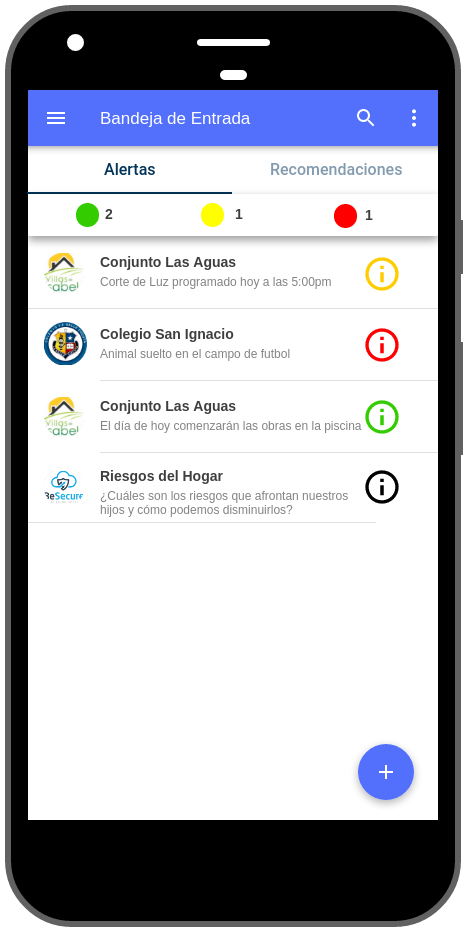 Bandeja de Entrada
Alertas Recomendaciones
2 1 1
Conjunto Las Aguas
Corte de Luz programado hoy a las 5:00pm
Villas de
Isabel
Colegio San Ignacio
Animal suelto en el campo de futbol
Conjunto Las Aguas
El día de hoy comenzarán las obras en la piscina
Villas de
Isabel
Riesgos del Hogar
¿Cuáles son los riesgos que afrontan nuestros
hijos y cómo podemos disminuirlos?
BeSecure